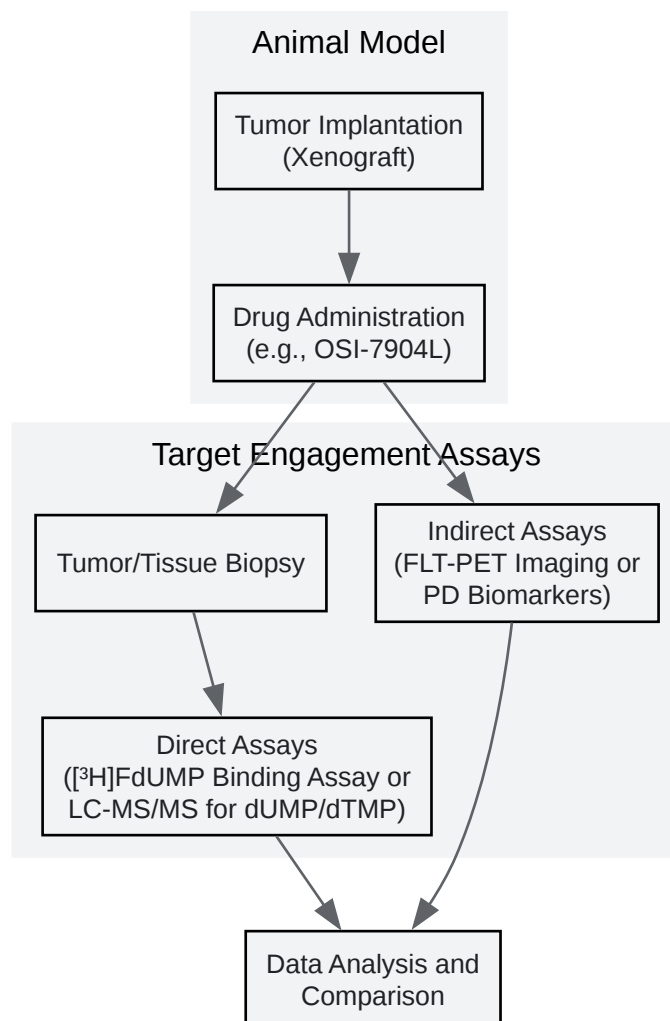 Animal Model
Tumor Implantation
(Xenograft)
Drug Administration
(e.g., OSI-7904L)
Target Engagement Assays
Tumor/Tissue Biopsy
Indirect Assays
(FLT-PET Imaging or
PD Biomarkers)
Direct Assays
([³H]FdUMP Binding Assay or
LC-MS/MS for dUMP/dTMP)
Data Analysis and
Comparison